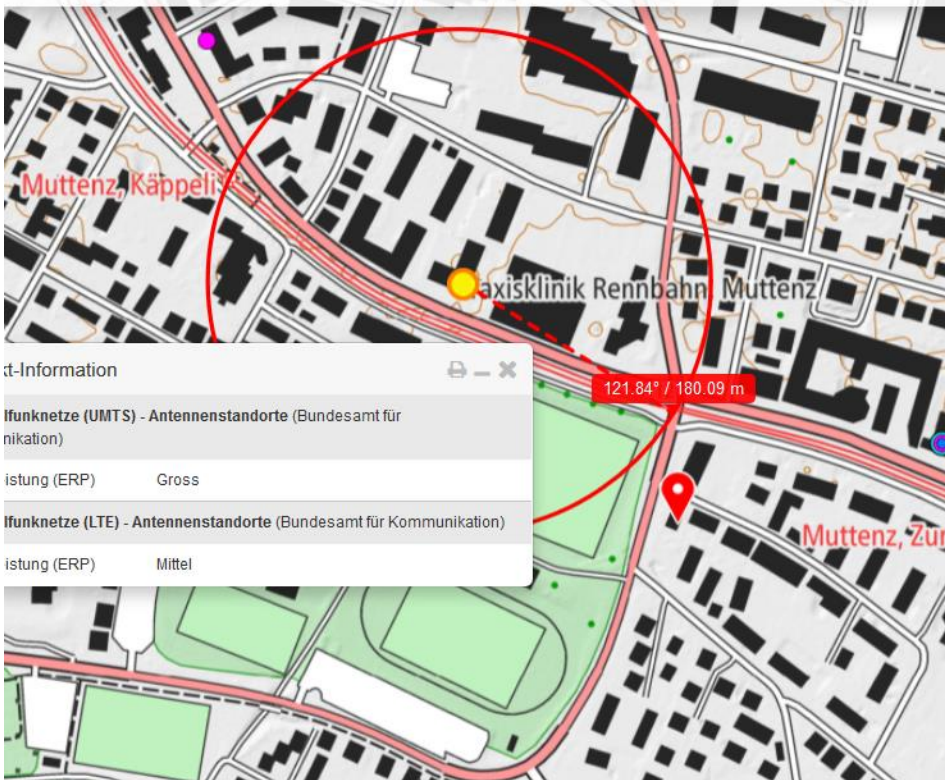 Muttenz, Käppeli
axisklinik Rennbahn, Muttenz
kt-Information
121.84° / 180.09 m
lfunknetze (UMTS) - Antennenstandorte (Bundesamt für
nikation)
istung (ERP) Gross
lfunknetze (LTE) - Antennenstandorte (Bundesamt für Kommunikation)
istung (ERP) Mittel
Muttenz, Zur